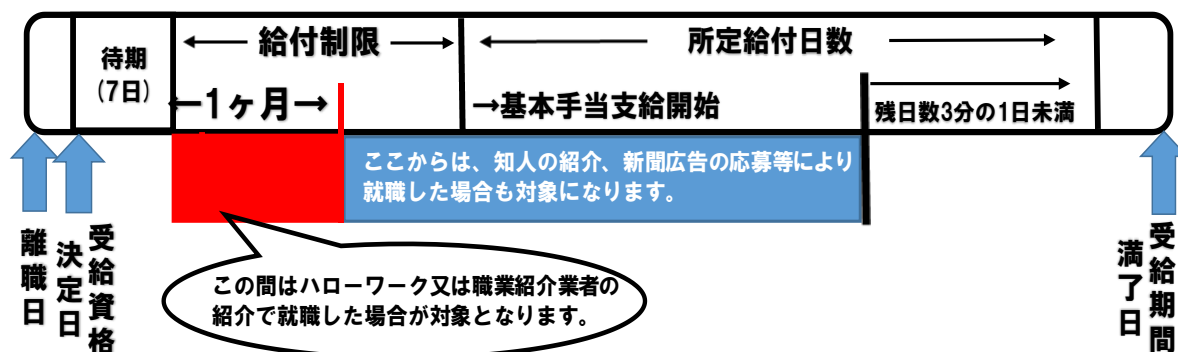 待期
(7日)
←給付制限→
←所定給付日数→
←1ヶ月→
→基本手当支給開始
残日数3分の1日未満
ここからは、知人の紹介、新聞広告の応募等により
就職した場合も対象になります。
この間はハローワーク又は職業紹介業者の
紹介で就職した場合が対象となります。
離職日
受給資格
決定日
受給期間
満了日